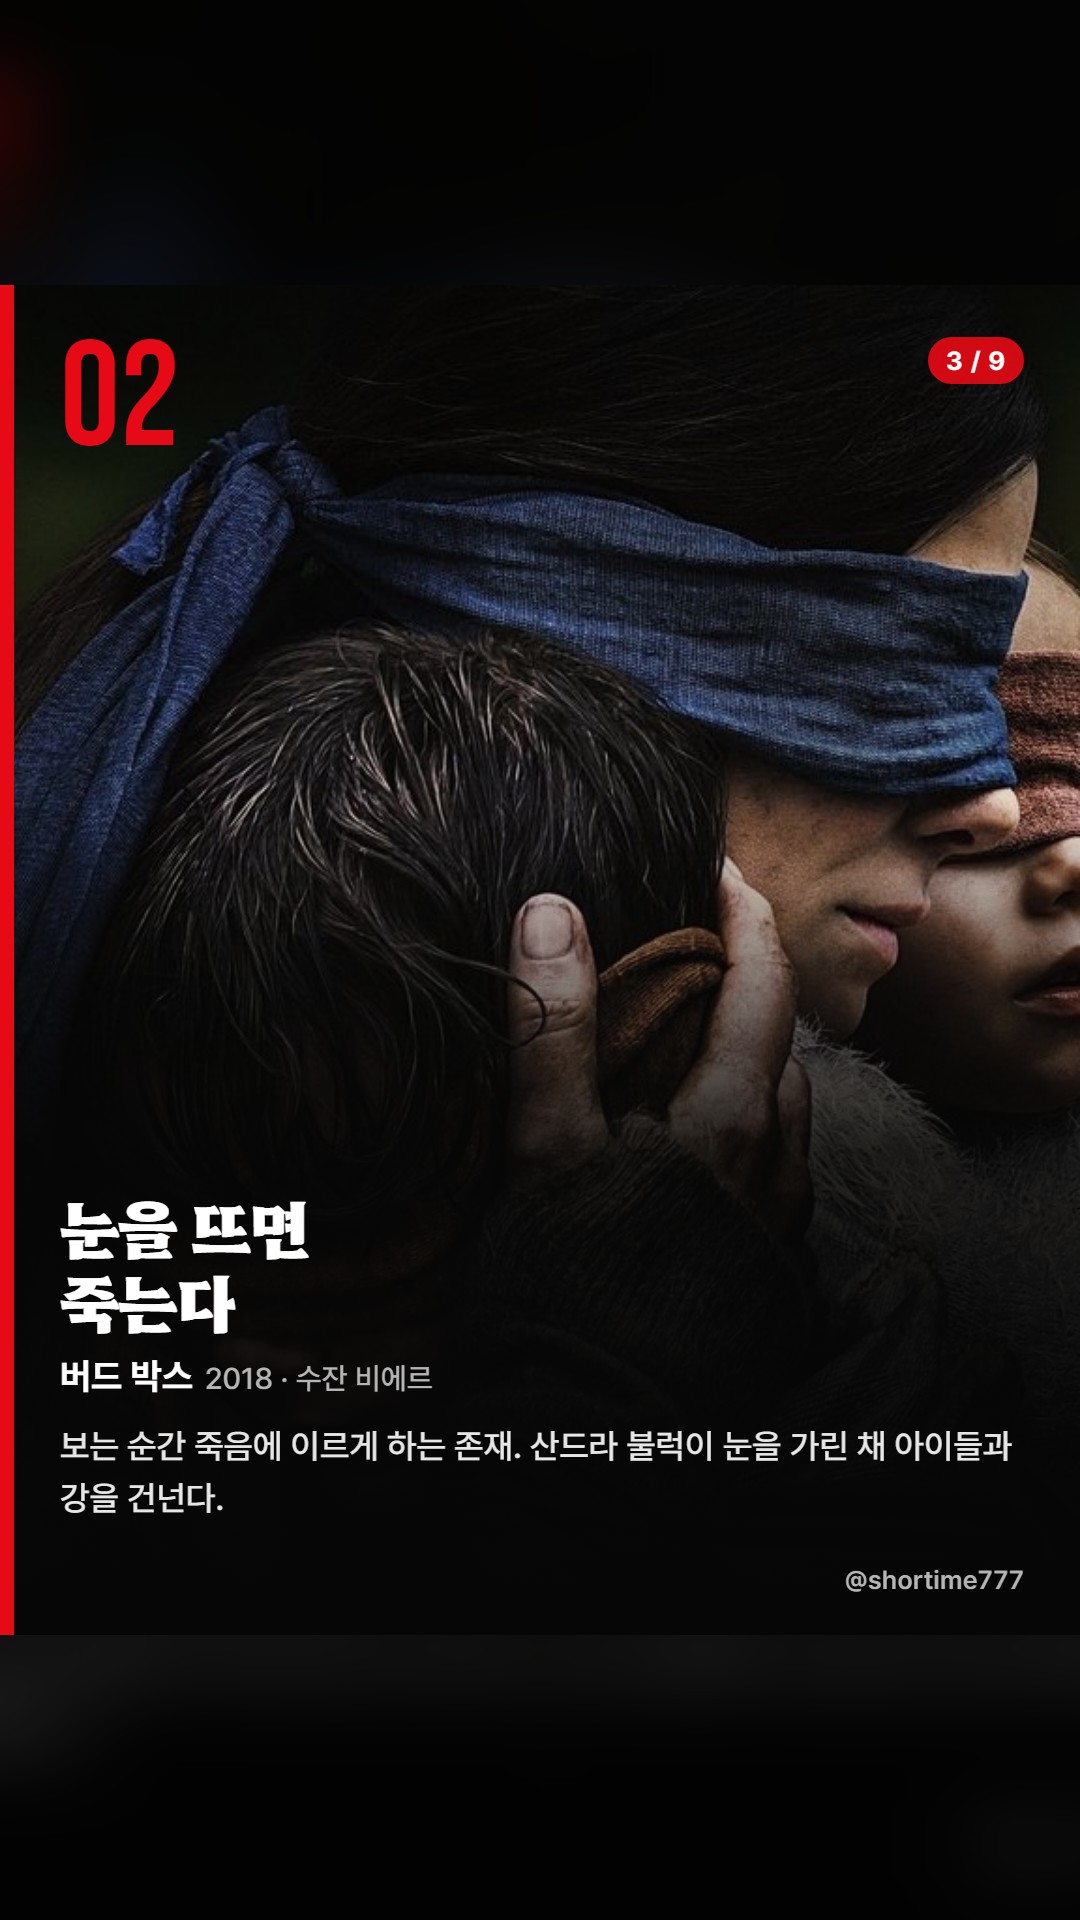 02
3 / 9
눈을 뜨면
죽는다
버드 박스 2018 · 수잔 비에르
보는 순간 죽음에 이르게 하는 존재. 산드라 불럭이 눈을 가린 채 아이들과
강을 건넌다.
@shortime777